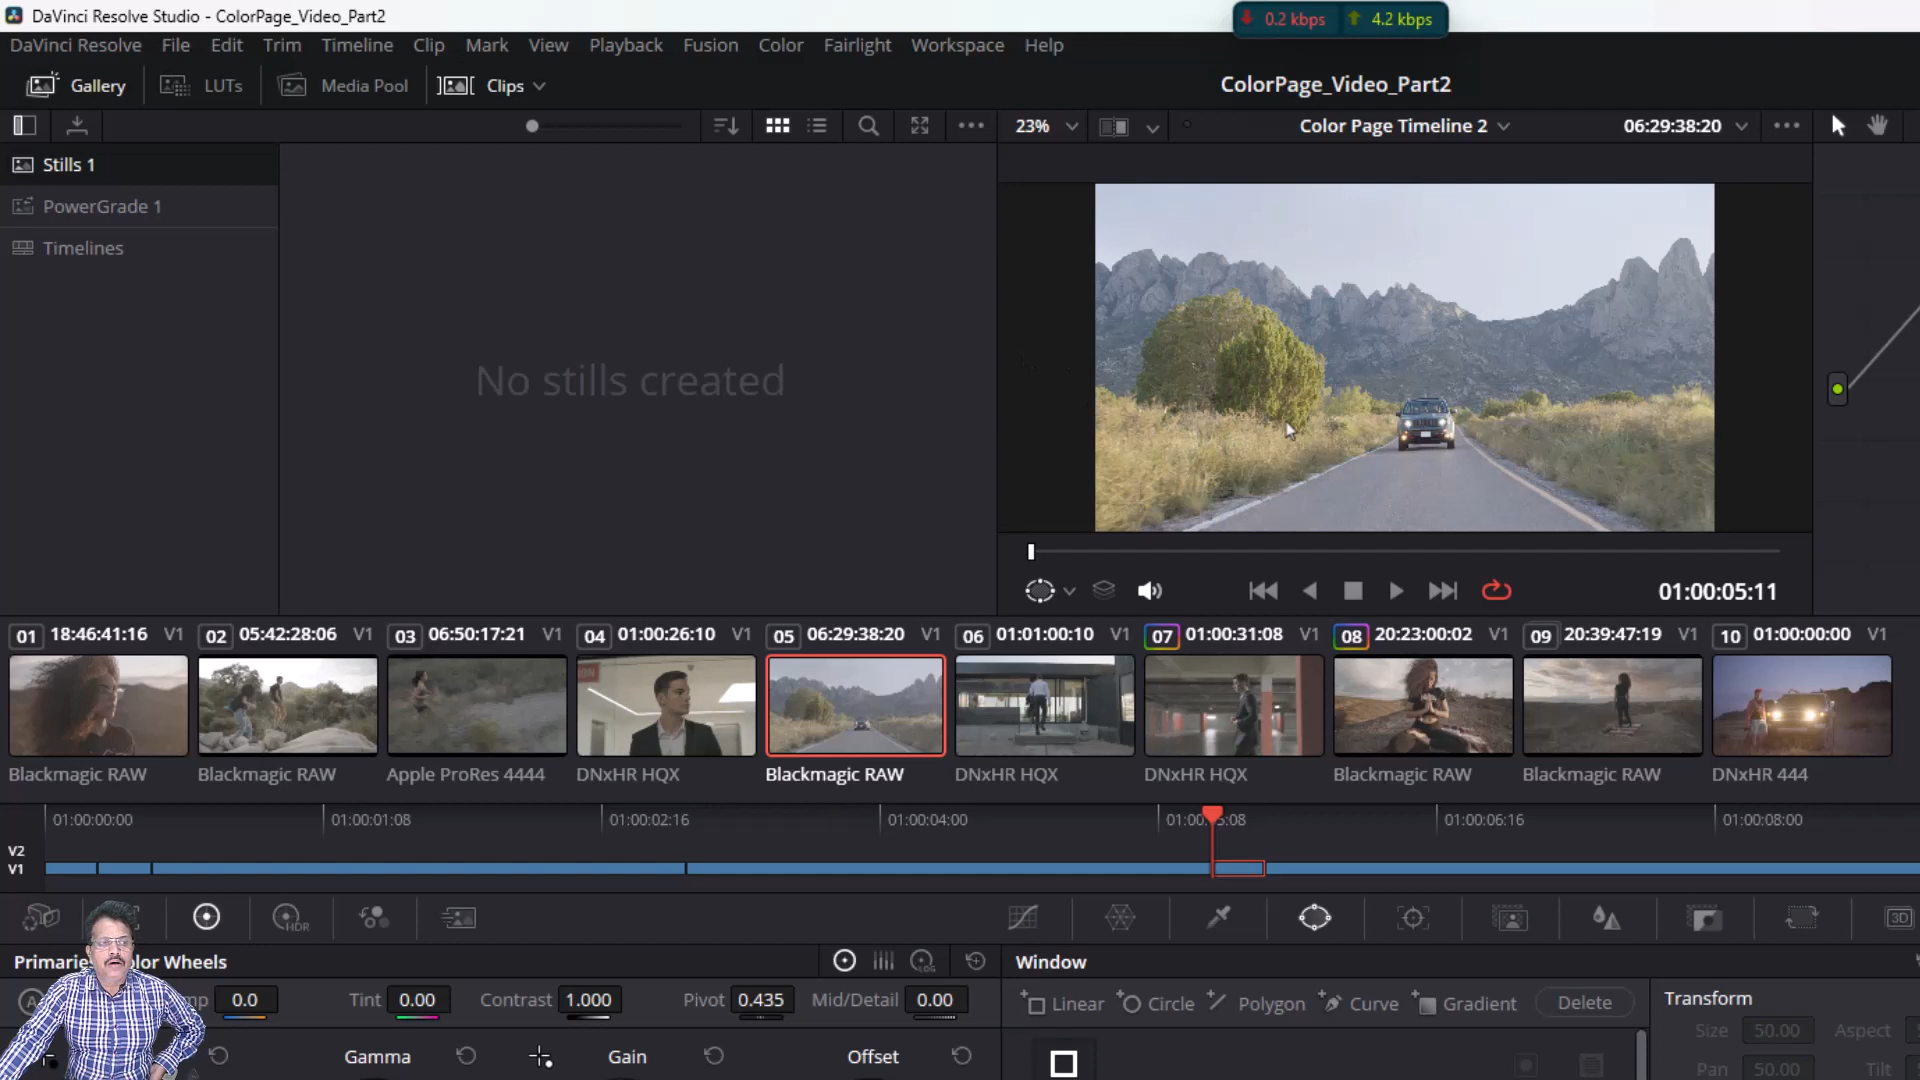 DaVinci Resolve Studio - ColorPage_Video_Part2
0.2 kbps 4.2 kbps
DaVinci Resolve File Edit Trim Timeline Clip Mark View Playback Fusion Color Fairlight Workspace Help
Gallery LUTs Media Pool Clips ColorPage_Video_Part2
23% Color Page Timeline 2 06:29:38:20
Stills 1
PowerGrade 1
Timelines
No stills created
01:00:05:11
01 18:46:41:16 V1 02 05:42:28:06 V1 03 06:50:17:21 V1 04 01:00:26:10 V1 05 06:29:38:20 V1 06 01:01:00:10 V1 07 01:00:31:08 V1 08 20:23:00:02 V1 09 20:39:47:19 V1 10 01:00:00:00 V1
Blackmagic RAW Blackmagic RAW Apple ProRes 4444 DNxHR HQX Blackmagic RAW DNxHR HQX DNxHR HQX Blackmagic RAW Blackmagic RAW DNxHR 444
01:00:00:00 01:00:01:08 01:00:02:16 01:00:04:00 01:00: :08 01:00:06:16 01:00:08:00
V2
V1
HDR 3D
Primarie olor Wheels LOG Window
A mp 0.0 Tint 0.00 Contrast 1.000 Pivot 0.435 Mid/Detail 0.00 Linear Circle Polygon Curve Gradient Delete Transform
Size 50.00 Aspect
Gamma Gain Offset
Pan 50.00 Tilt